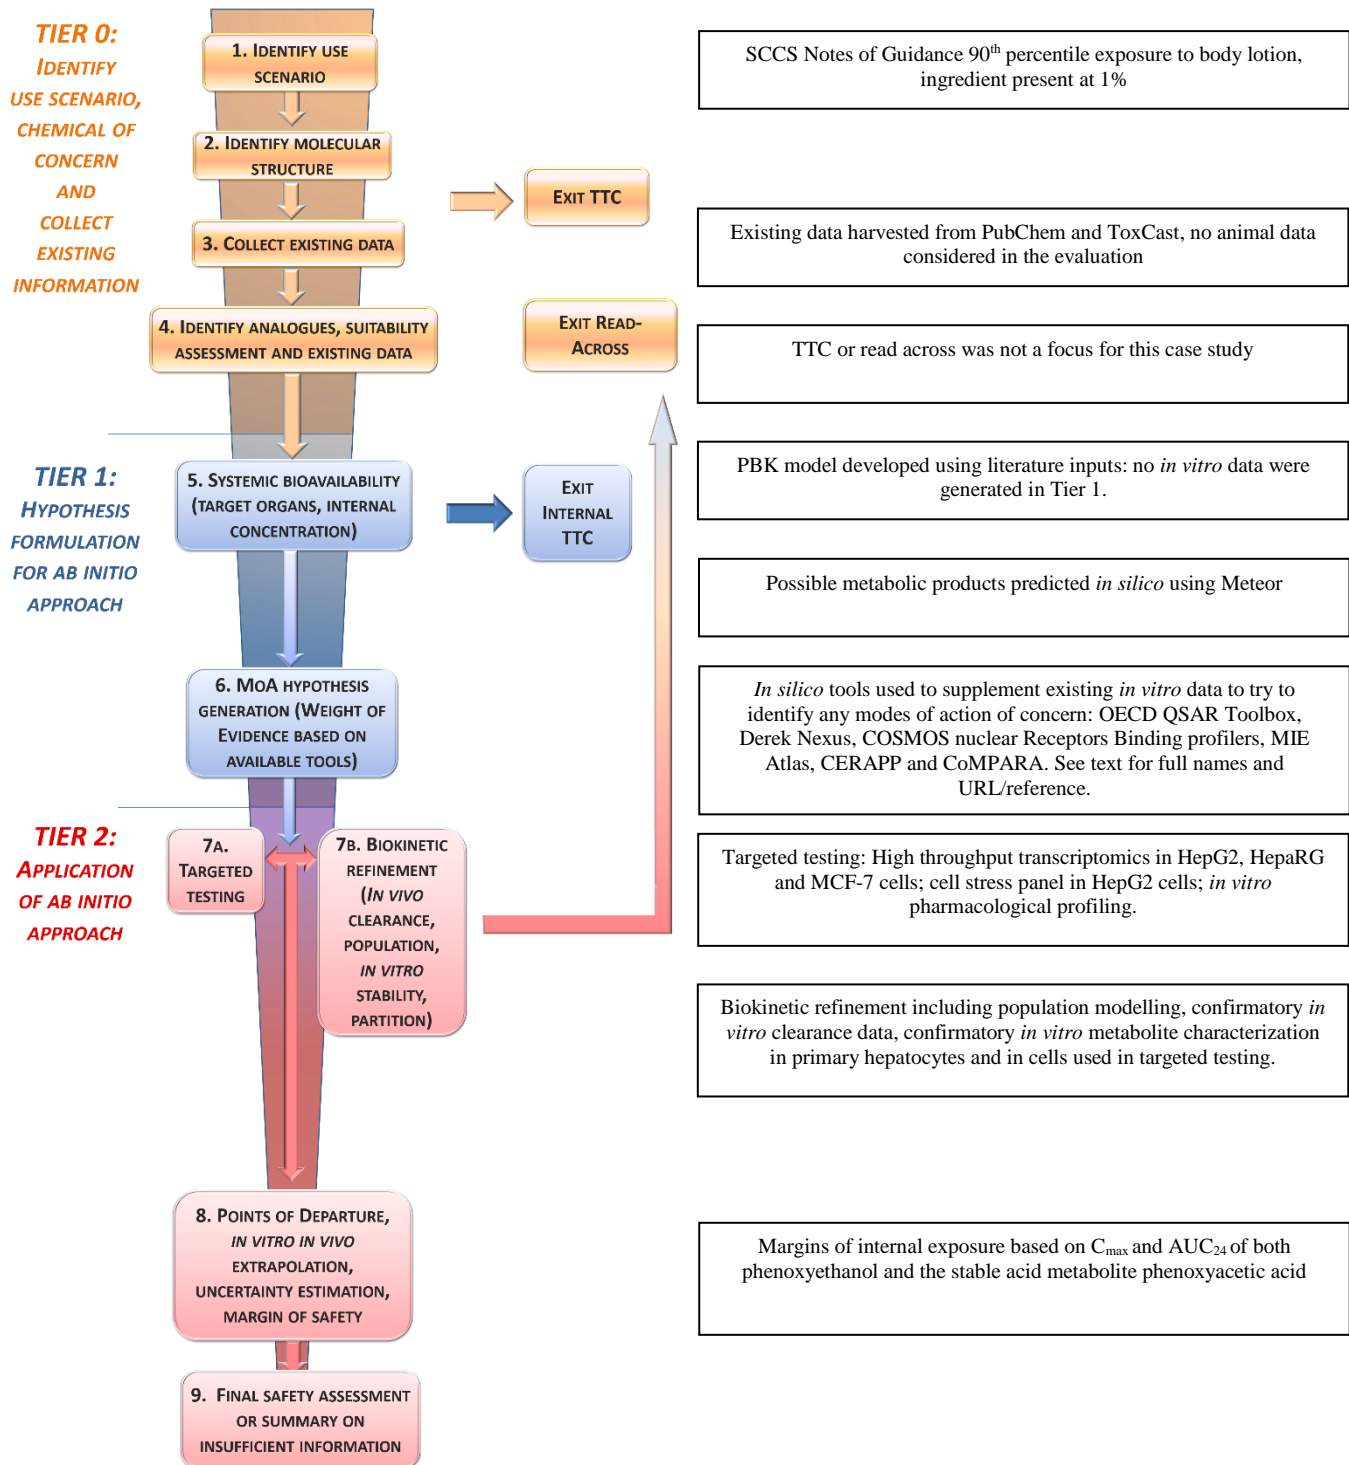 TIER 0:
IDENTIFY
USE SCENARIO,
CHEMICAL OF
CONCERN
AND
COLLECT
EXISTING
INFORMATION
1. IDENTIFY USE
SCENARIO
2. IDENTIFY MOLECULAR
STRUCTURE
3. COLLECT EXISTING DATA
4. IDENTIFY ANALOGUES, SUITABILITY
ASSESSMENT AND EXISTING DATA
EXIT TTC
EXIT READ-
ACROSS
SCCS Notes of Guidance 90th percentile exposure to body lotion,
ingredient present at 1%
Existing data harvested from PubChem and ToxCast, no animal data
considered in the evaluation
TTC or read across was not a focus for this case study
TIER 1:
HYPOTHESIS
FORMULATION
FOR AB INITIO
APPROACH
5. SYSTEMIC BIOAVAILABILITY
(TARGET ORGANS, INTERNAL
CONCENTRATION)
EXIT
INTERNAL
TTC
6. MOA HYPOTHESIS
GENERATION (WEIGHT OF
EVIDENCE BASED ON
AVAILABLE TOOLS)
PBK model developed using literature inputs: no in vitro data were
generated in Tier 1.
Possible metabolic products predicted in silico using Meteor
In silico tools used to supplement existing in vitro data to try to
identify any modes of action of concern: OECD QSAR Toolbox,
Derek Nexus, COSMOS nuclear Receptors Binding profilers, MIE
Atlas, CERAPP and CoMPARA. See text for full names and
URL/reference.
TIER 2:
APPLICATION
OF AB INITIO
APPROACH
7A.
TARGETED
TESTING
7B. BIOKINETIC
REFINEMENT
(IN VIVO
CLEARANCE,
POPULATION,
IN VITRO
STABILITY,
PARTITION)
Targeted testing: High throughput transcriptomics in HepG2, HepaRG
and MCF-7 cells; cell stress panel in HepG2 cells; in vitro
pharmacological profiling.
Biokinetic refinement including population modelling, confirmatory in
vitro clearance data, confirmatory in vitro metabolite characterization
in primary hepatocytes and in cells used in targeted testing.
8. POINTS OF DEPARTURE,
IN VITRO IN VIVO
EXTRAPOLATION,
UNCERTAINTY ESTIMATION,
MARGIN OF SAFETY
Margins of internal exposure based on Cmax and AUC24 of both
phenoxyethanol and the stable acid metabolite phenoxyacetic acid
9. FINAL SAFETY ASSESSMENT
OR SUMMARY ON
INSUFFICIENT INFORMATION